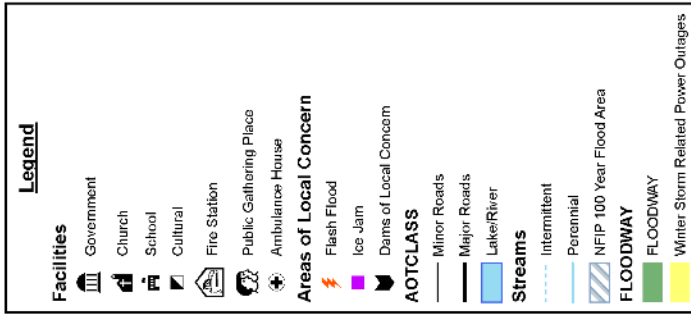 Legend
Facilities
Government
Church
School
Cultural
Fire Station
Public Gathering Place
Ambulance House
Areas of Local Concern
Flash Flood
Ice Jam
Dams of Local Concern
AOTCLASS
Minor Roads
Major Roads
Lake/River
Streams
Intermittent
Perennial
NFIP 100 Year Flood Area
FLOODWAY
FLOODWAY
Winter Storm Related Power Outages